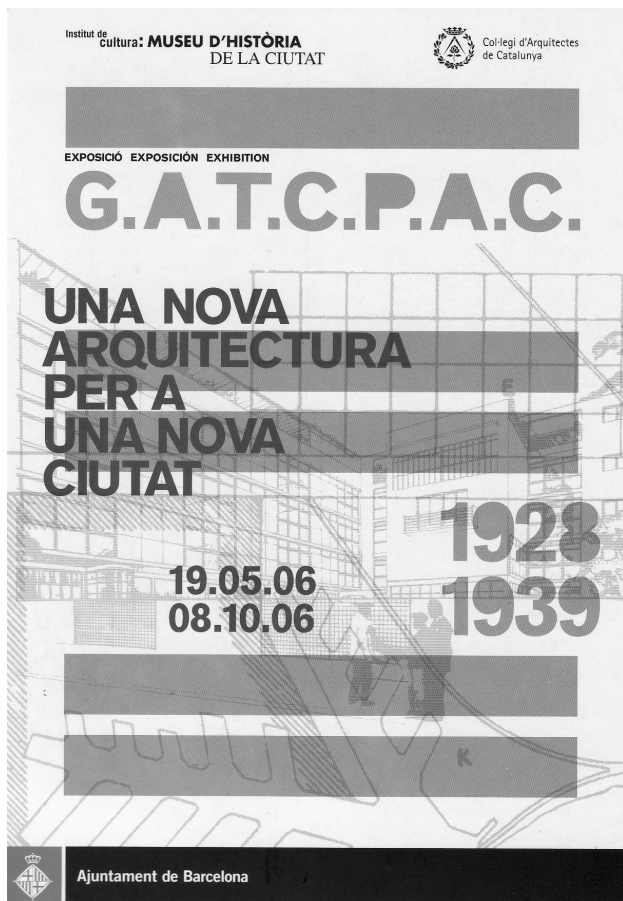 Institut de
cultura: MUSEU D'HISTÒRIA
DE LA CIUTAT
Col·legi d'Arquitectes
de Catalunya
EXPOSICIÓ EXPOSICIÓN EXHIBITION
G.A.T.C.P.A.C.
UNA NOVA
ARQUITECTURA
PER A
UNA NOVA
CIUTAT
E
1928
1939
19.05.06
08.10.06
K
Ajuntament de Barcelona